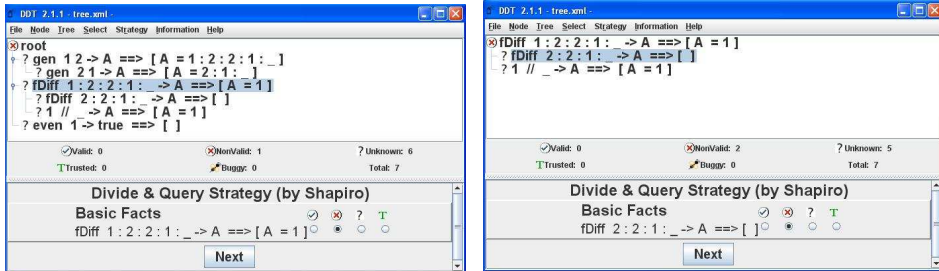 DDT 2.1.1 - tree.xml -
File Node Tree Select Strategy Information Help
root
? gen 1 2 -> A ==> [ A = 1 : 2 : 2 : 1 : _ ]
? gen 2 1 -> A ==> [ A = 2 : 1 : _ ]
? fDiff 1 : 2 : 2 : 1 : _ -> A ==> [ A = 1 ]
? fDiff 2 : 2 : 1 : _ -> A ==> [ ]
? 1 // _ -> A ==> [ A = 1 ]
? even 1 -> true ==> [ ]
Valid: 0 NonValid: 1 ? Unknown: 6
T Trusted: 0 Buggy: 0 Total: 7
Divide & Query Strategy (by Shapiro)
Basic Facts ? T
fDiff 1 : 2 : 2 : 1 : _ -> A ==> [ A = 1 ]
Next
DDT 2.1.1 - tree.xml -
File Node Tree Select Strategy Information Help
fDiff 1 : 2 : 2 : 1 : _ -> A ==> [ A = 1 ]
? fDiff 2 : 2 : 1 : _ -> A ==> [ ]
? 1 // _ -> A ==> [ A = 1 ]
Valid: 0 NonValid: 2 ? Unknown: 5
T Trusted: 0 Buggy: 0 Total: 7
Divide & Query Strategy (by Shapiro)
Basic Facts ? T
fDiff 2 : 2 : 1 : _ -> A ==> [ ]
Next